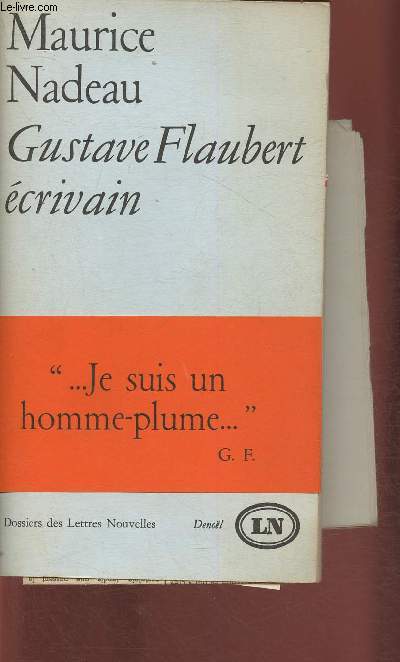 © Le-livre.com
Maurice
Nadeau
Gustave Flaubert
écrivain
“ ...Je suis un
homme-plume... ”
G. F.
Dossiers des Lettres Nouvelles Denoël LN